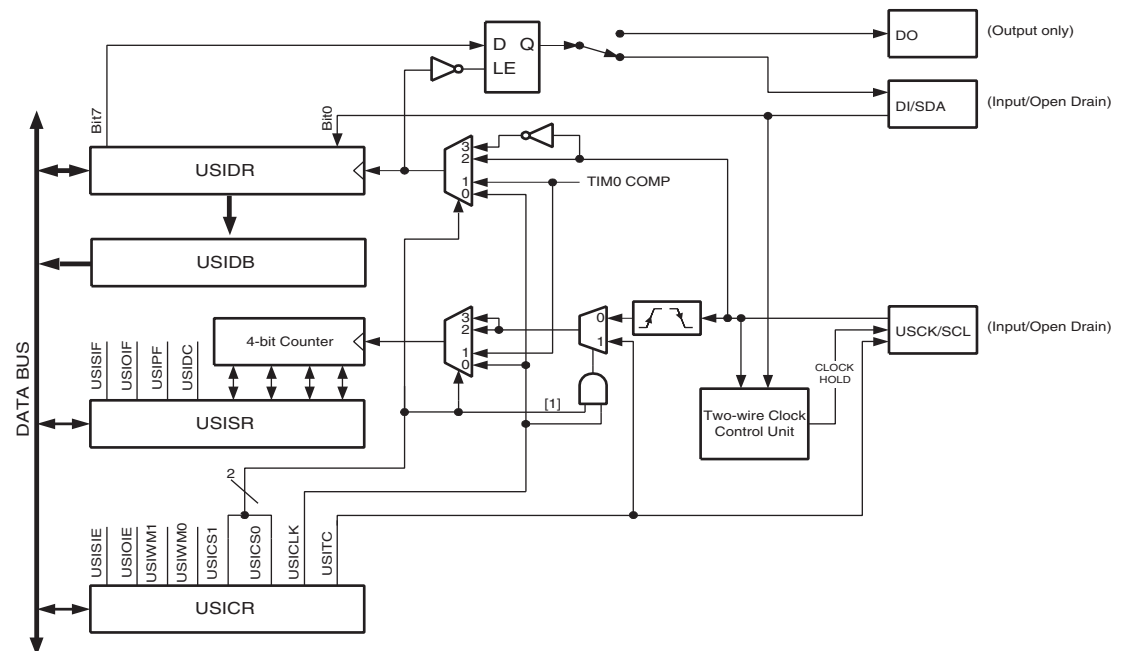 DO (Output only)
D Q
LE
DI/SDA (Input/Open Drain)
Bit7
Bit0
3
2
USIDR
1
0
TIM0 COMP
USIDB
3
2
1
0
0
1
USCK/SCL (Input/Open Drain)
4-bit Counter
CLOCK
HOLD
USISIF
USIOIF
USIPF
USIDC
[1]
Two-wire Clock
Control Unit
USISR
DATA BUS
2
USISIE
USIOIE
USIWM1
USIWM0
USICS1
USICS0
USICLK
USITC
USICR